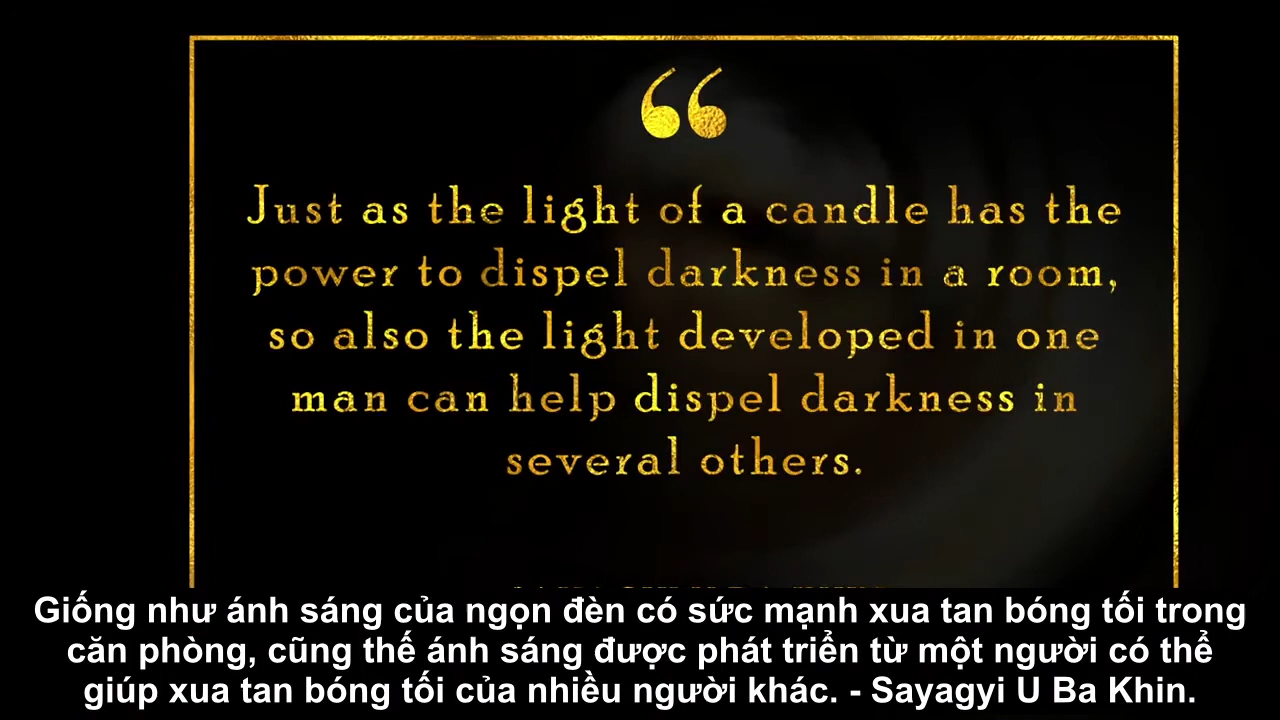 “
Just as the light of a candle has the
power to dispel darkness in a room,
so also the light developed in one
man can help dispel darkness in
several others.
Giống như ánh sáng của ngọn đèn có sức mạnh xua tan bóng tối trong
căn phòng, cũng thế ánh sáng được phát triển từ một người có thể
giúp xua tan bóng tối của nhiều người khác. - Sayagyi U Ba Khin.